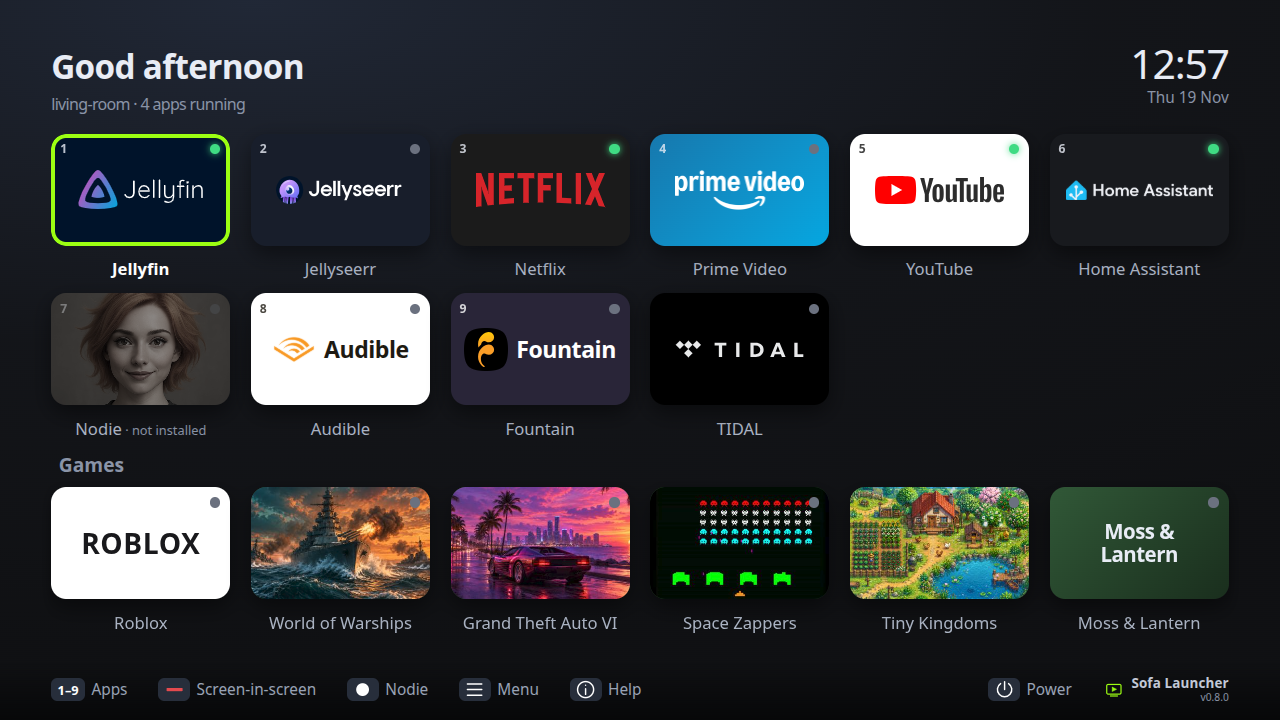 Good afternoon
living-room · 4 apps running
12:57
Thu 19 Nov
1
Jellyfin
2
Jellyseerr
3
NETFLIX
4
prime video
5
YouTube
6
Home Assistant
Jellyfin
Jellyseerr
Netflix
Prime Video
YouTube
Home Assistant
7
8
Audible
9
Fountain
TIDAL
Nodie · not installed
Audible
Fountain
TIDAL
Games
ROBLOX
Moss &
Lantern
Roblox
World of Warships
Grand Theft Auto VI
Space Zappers
Tiny Kingdoms
Moss & Lantern
1–9 Apps
Screen-in-screen
Nodie
Menu
Help
Power
Sofa Launcher
v0.8.0